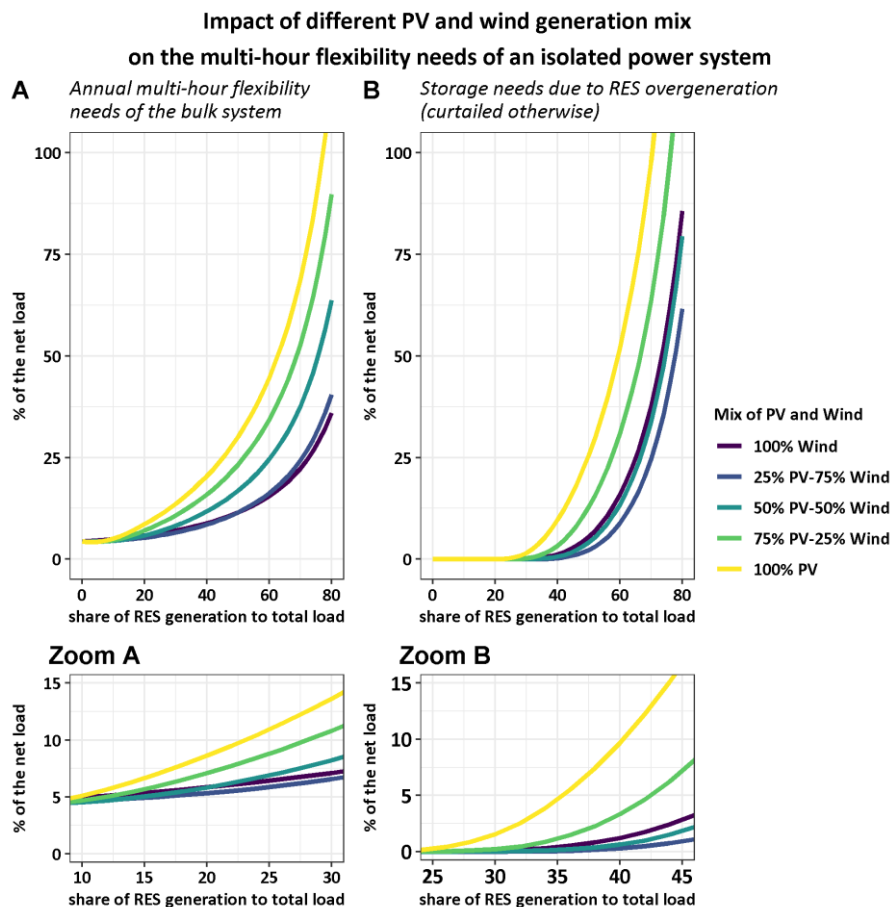 Impact of different PV and wind generation mix
on the multi-hour flexibility needs of an isolated power system
A
Annual multi-hour flexibility
needs of the bulk system
B
Storage needs due to RES overgeneration
(curtailed otherwise)
% of the net load
100
75
50
25
0
0 20 40 60 80
share of RES generation to total load
% of the net load
100
75
50
25
0
0 20 40 60 80
share of RES generation to total load
Mix of PV and Wind
100% Wind
25% PV-75% Wind
50% PV-50% Wind
75% PV-25% Wind
100% PV
Zoom A
% of the net load
15
10
5
0
10 15 20 25 30
share of RES generation to total load
Zoom B
% of the net load
15
10
5
0
25 30 35 40 45
share of RES generation to total load